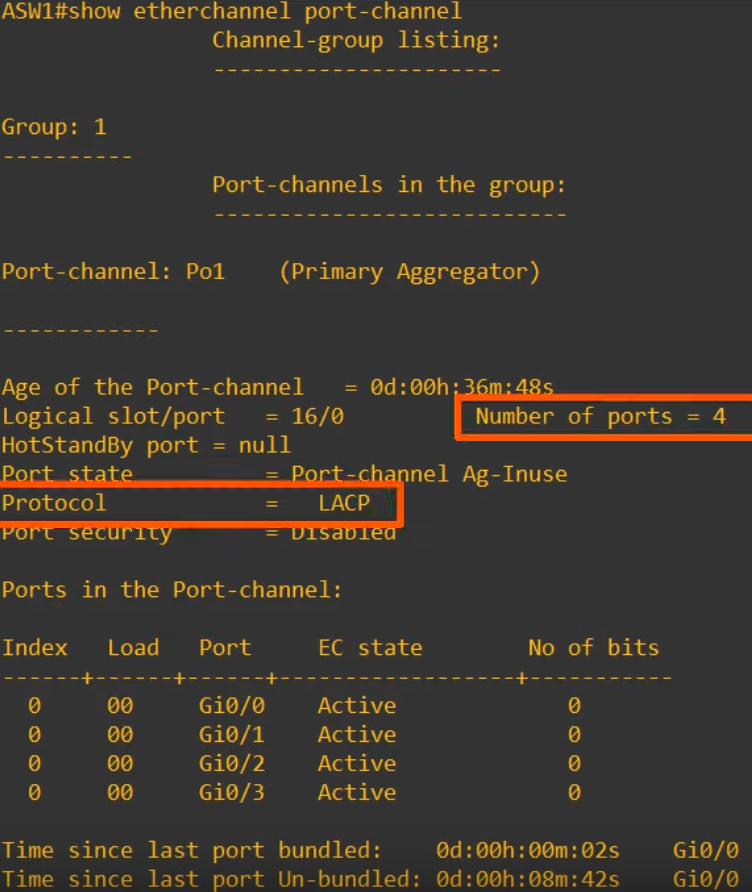 ASW1#show etherchannel port-channel
Channel-group listing:
----------------------
Group: 1
----------
Port-channels in the group:
---------------------------
Port-channel: Po1    (Primary Aggregator)
------------
Age of the Port-channel   = 0d:00h:36m:48s
Logical slot/port   = 16/0          Number of ports = 4
HotStandBy port = null
Port state          = Port-channel Ag-Inuse
Protocol            =   LACP
Port security       = Disabled
Ports in the Port-channel:
Index   Load   Port     EC state        No of bits
------+------+------+------------------+-----------
0     00     Gi0/0    Active             0
0     00     Gi0/1    Active             0
0     00     Gi0/2    Active             0
0     00     Gi0/3    Active             0
Time since last port bundled:    0d:00h:00m:02s    Gi0/0
Time since last port Un-bundled: 0d:00h:08m:42s    Gi0/0